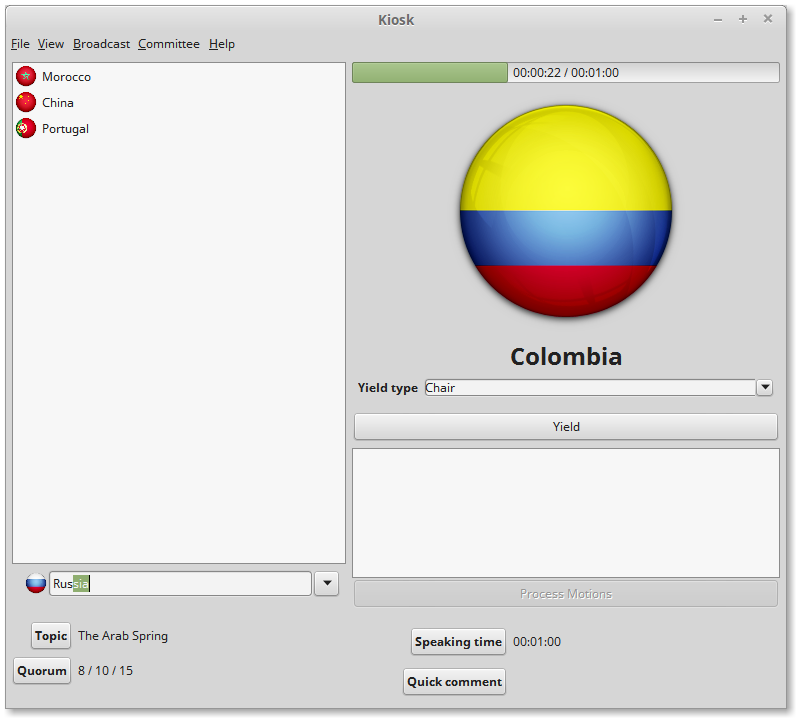 Kiosk
File View Broadcast Committee Help
Morocco
China
Portugal
Russia
Topic The Arab Spring
Quorum 8 / 10 / 15
00:00:22 / 00:01:00
Colombia
Yield type Chair
Yield
Process Motions
Speaking time 00:01:00
Quick comment